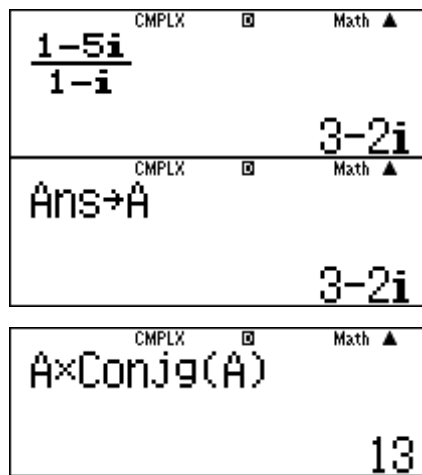 CMPLX D Math ▲
1-5i
1-i
3-2i
CMPLX D Math ▲
Ans→A
3-2i
CMPLX D Math ▲
A×Conjg(A)
13